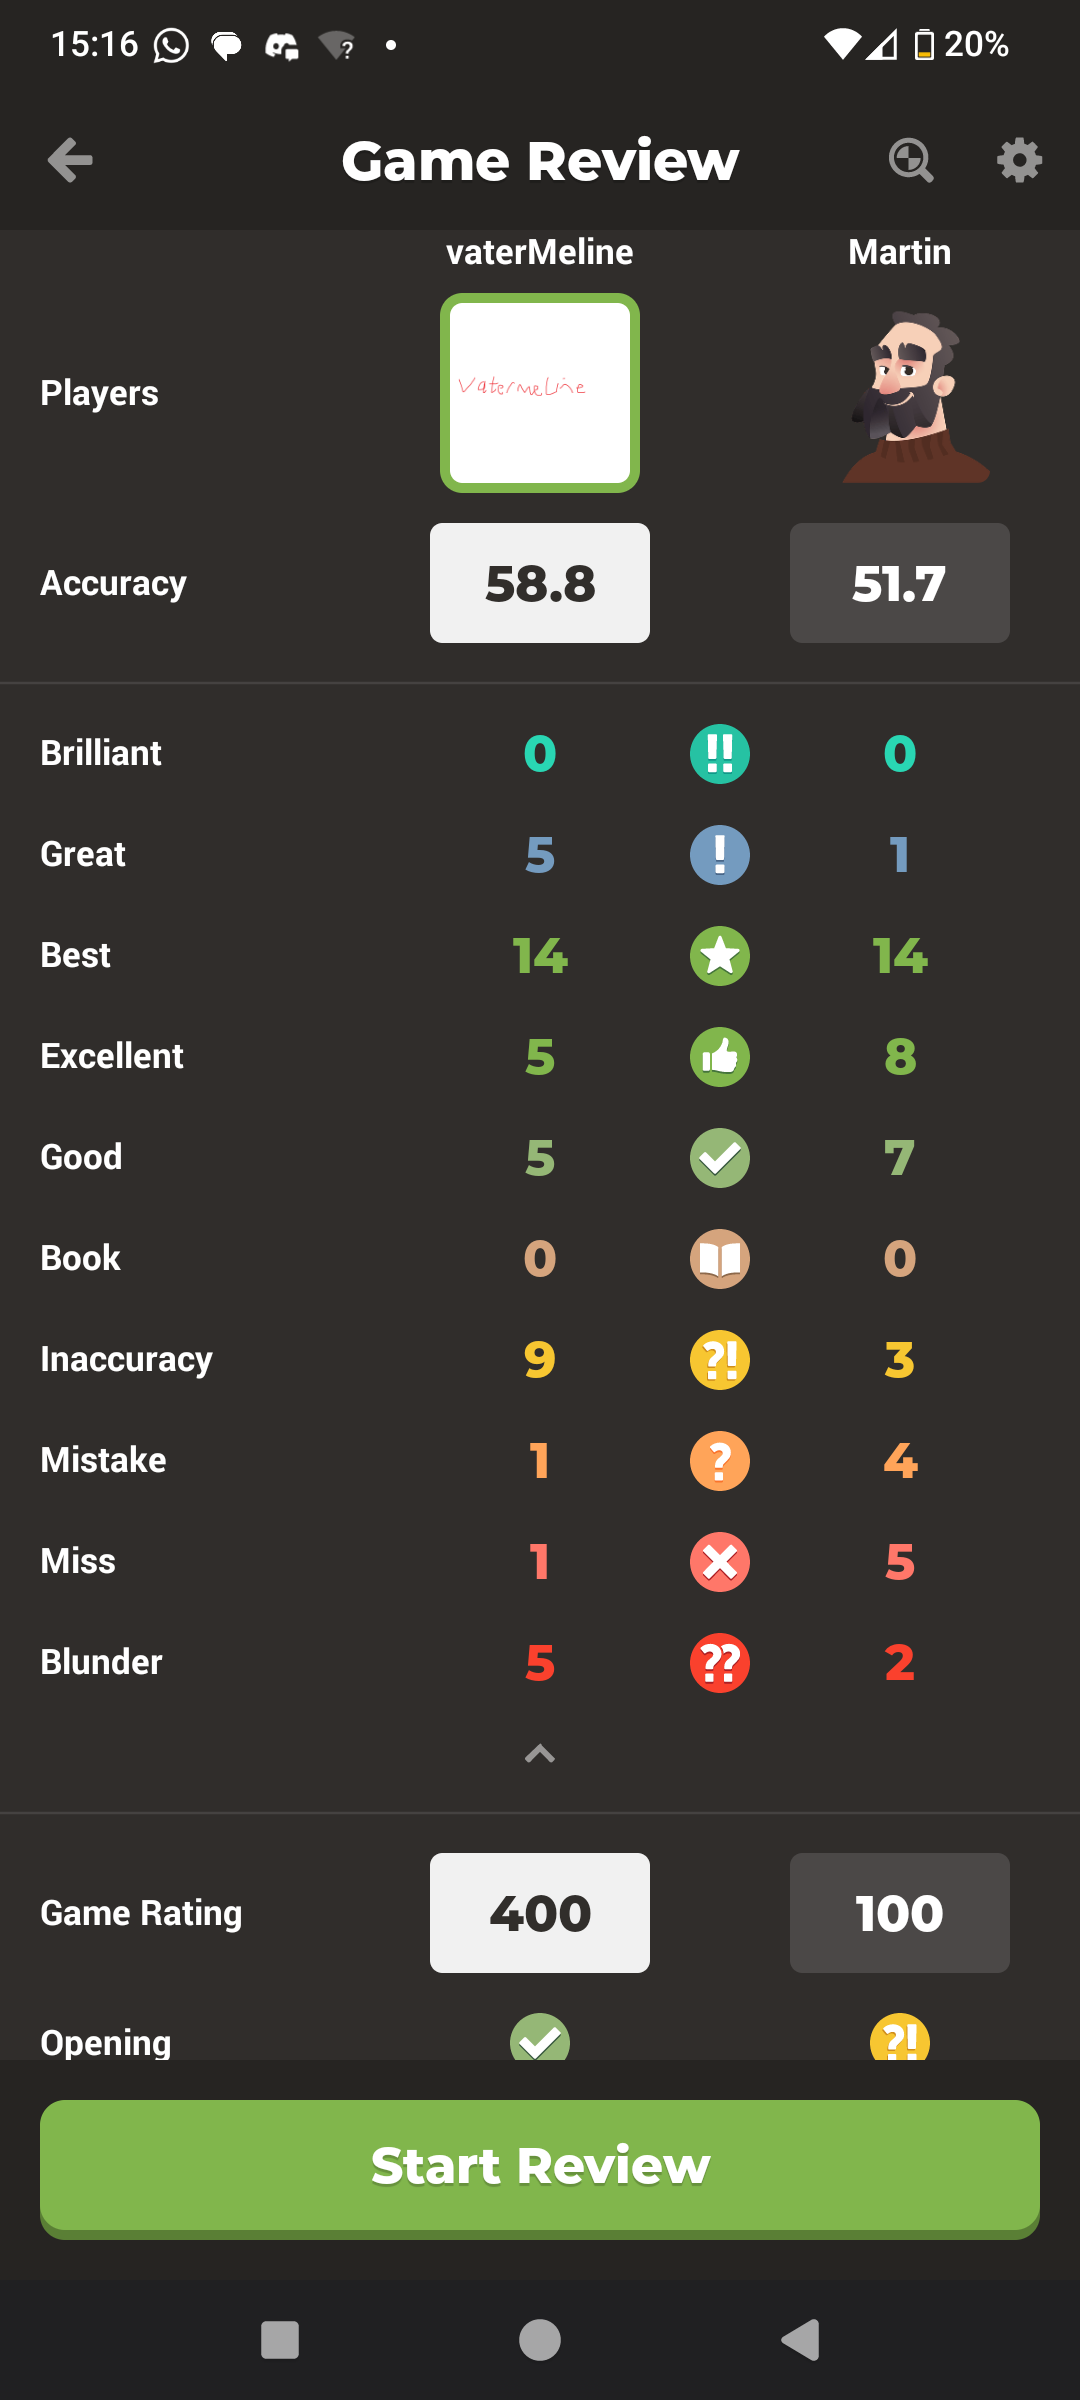 15:16 ? 20%
Game Review
vaterMeline Martin
Players VatermeLine
Accuracy 58.8 51.7
Brilliant 0 !! 0
Great 5 ! 1
Best 14 14
Excellent 5 8
Good 5 7
Book 0 0
Inaccuracy 9 ?! 3
Mistake 1 ? 4
Miss 1 5
Blunder 5 ?? 2
Game Rating 400 100
Opening ?!
Start Review